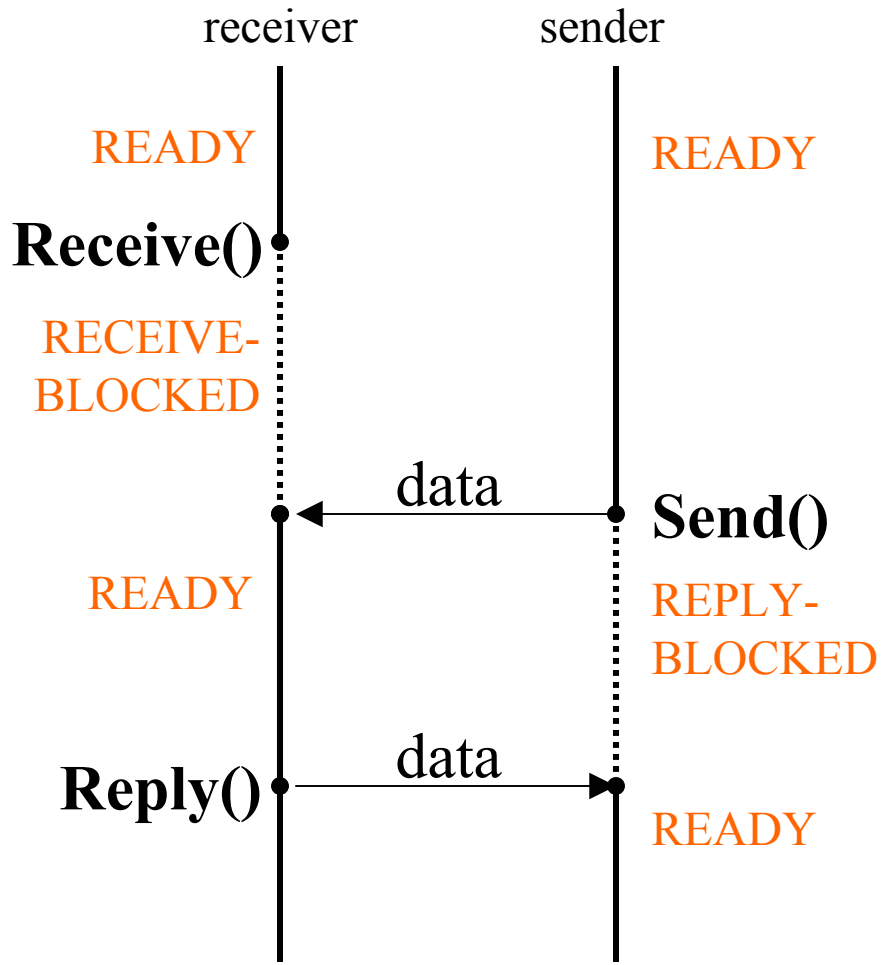 receiver
sender
READY
READY
Receive()
RECEIVE-
BLOCKED
data
Send()
READY
REPLY-
BLOCKED
data
Reply()
READY